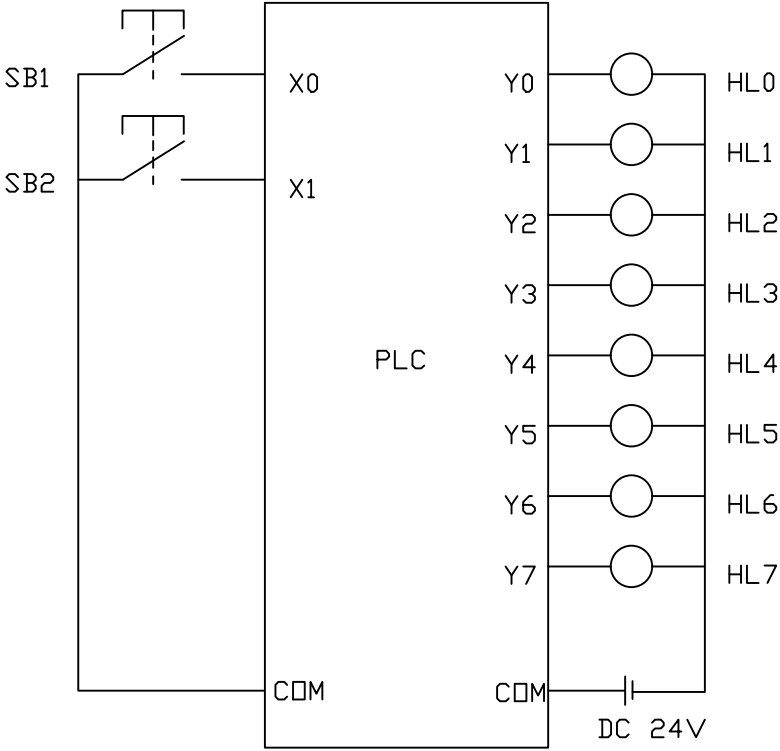 SB1
X0
Y0
HL0
Y1
HL1
SB2
X1
Y2
HL2
Y3
HL3
PLC
Y4
HL4
Y5
HL5
Y6
HL6
Y7
HL7
COM
COM
DC 24V